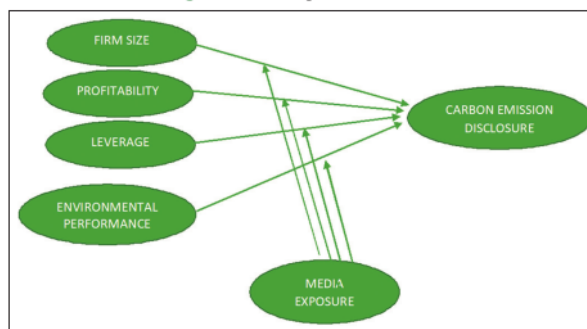 FIRM SIZE
PROFITABILITY
LEVERAGE
ENVIRONMENTAL
PERFORMANCE
CARBON EMISSION
DISCLOSURE
MEDIA
EXPOSURE